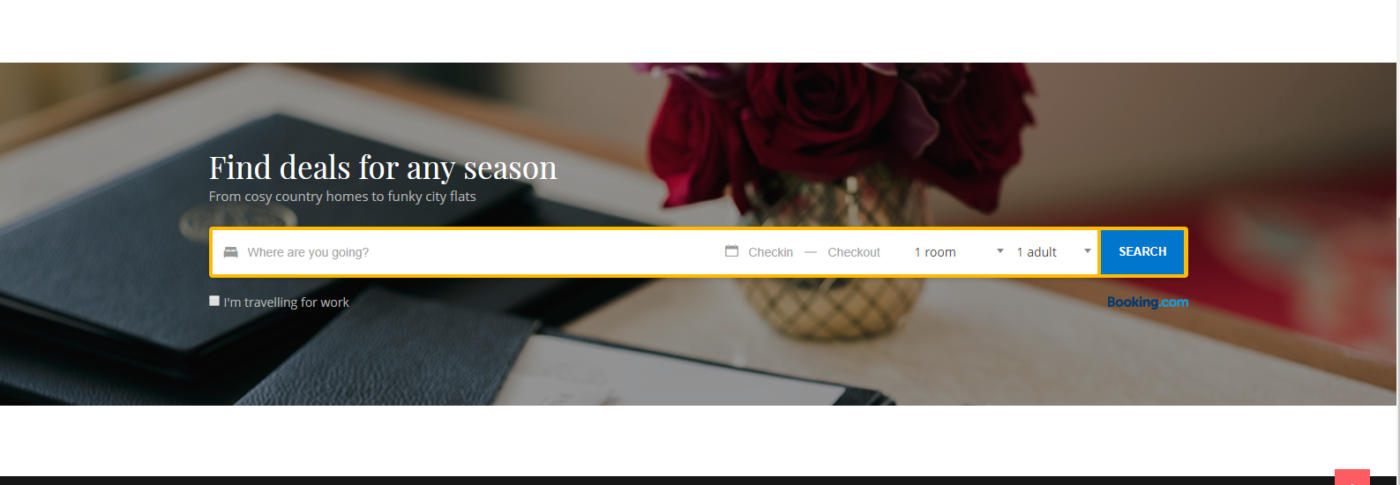 Find deals for any season
From cosy country homes to funky city flats
Where are you going? Checkin — Checkout 1 room 1 adult SEARCH
I'm travelling for work Booking.com